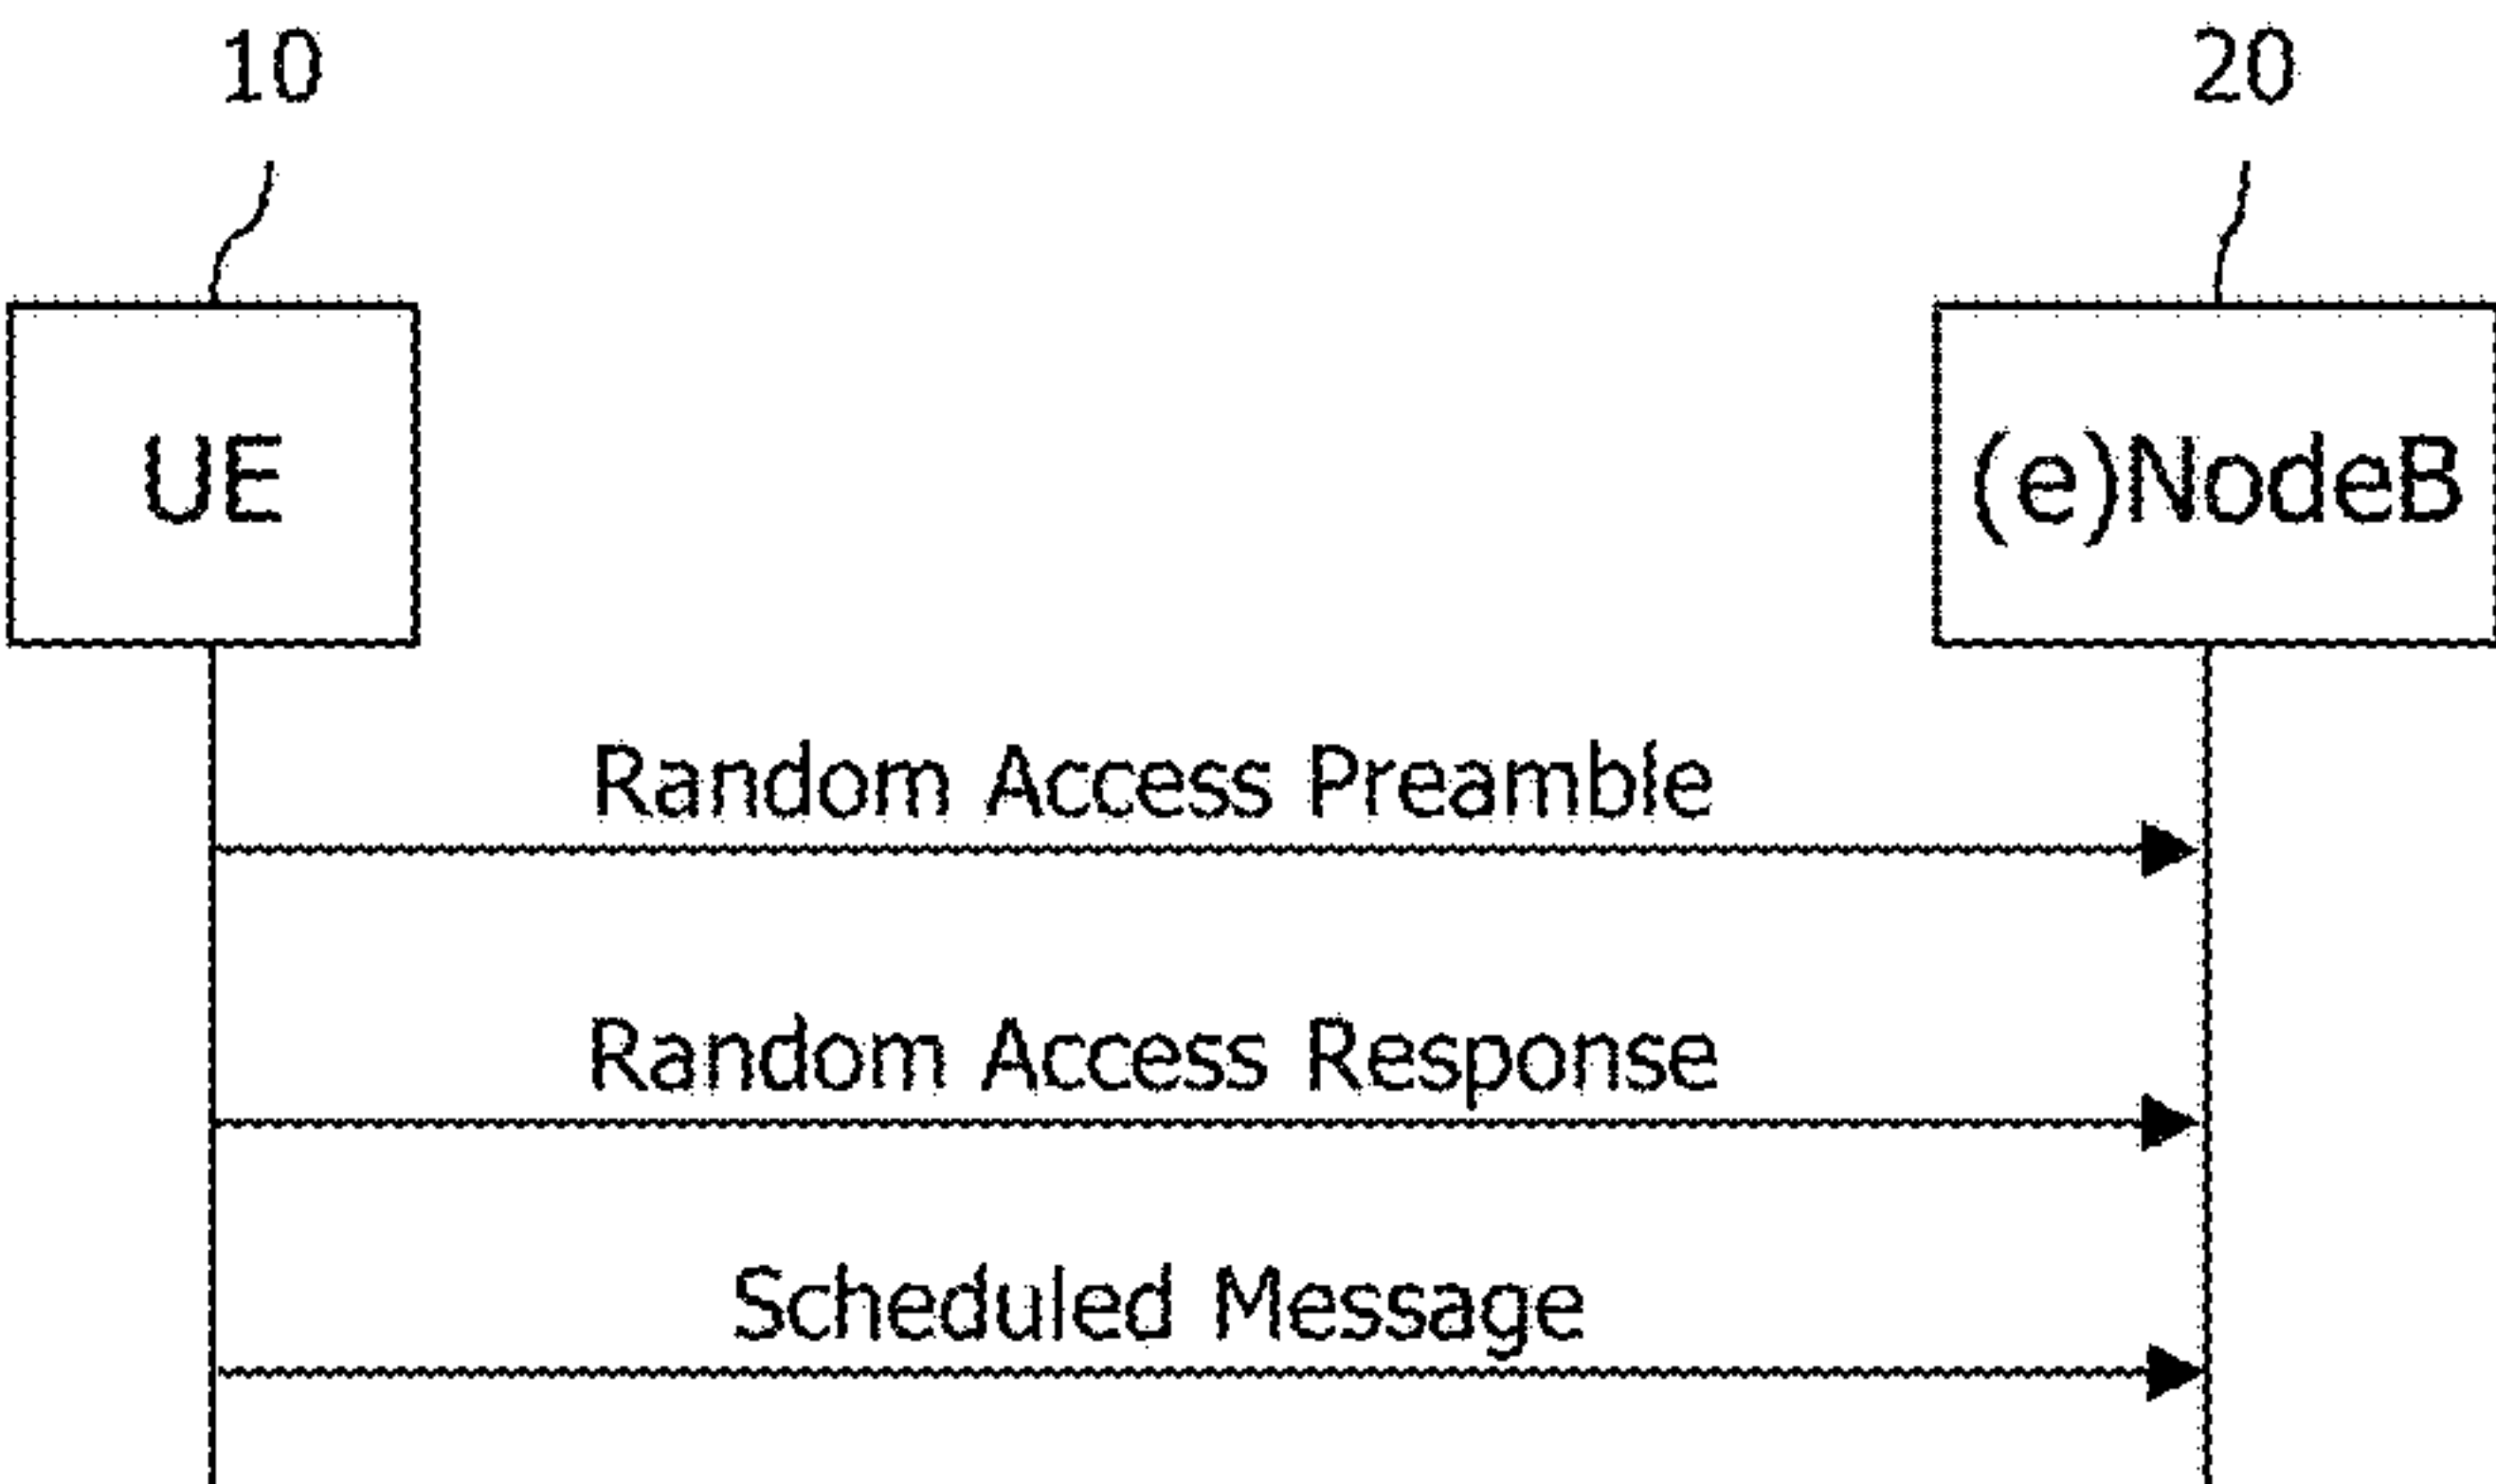 10
20
UE
(e)NodeB
Random Access Preamble
Random Access Response
Scheduled Message